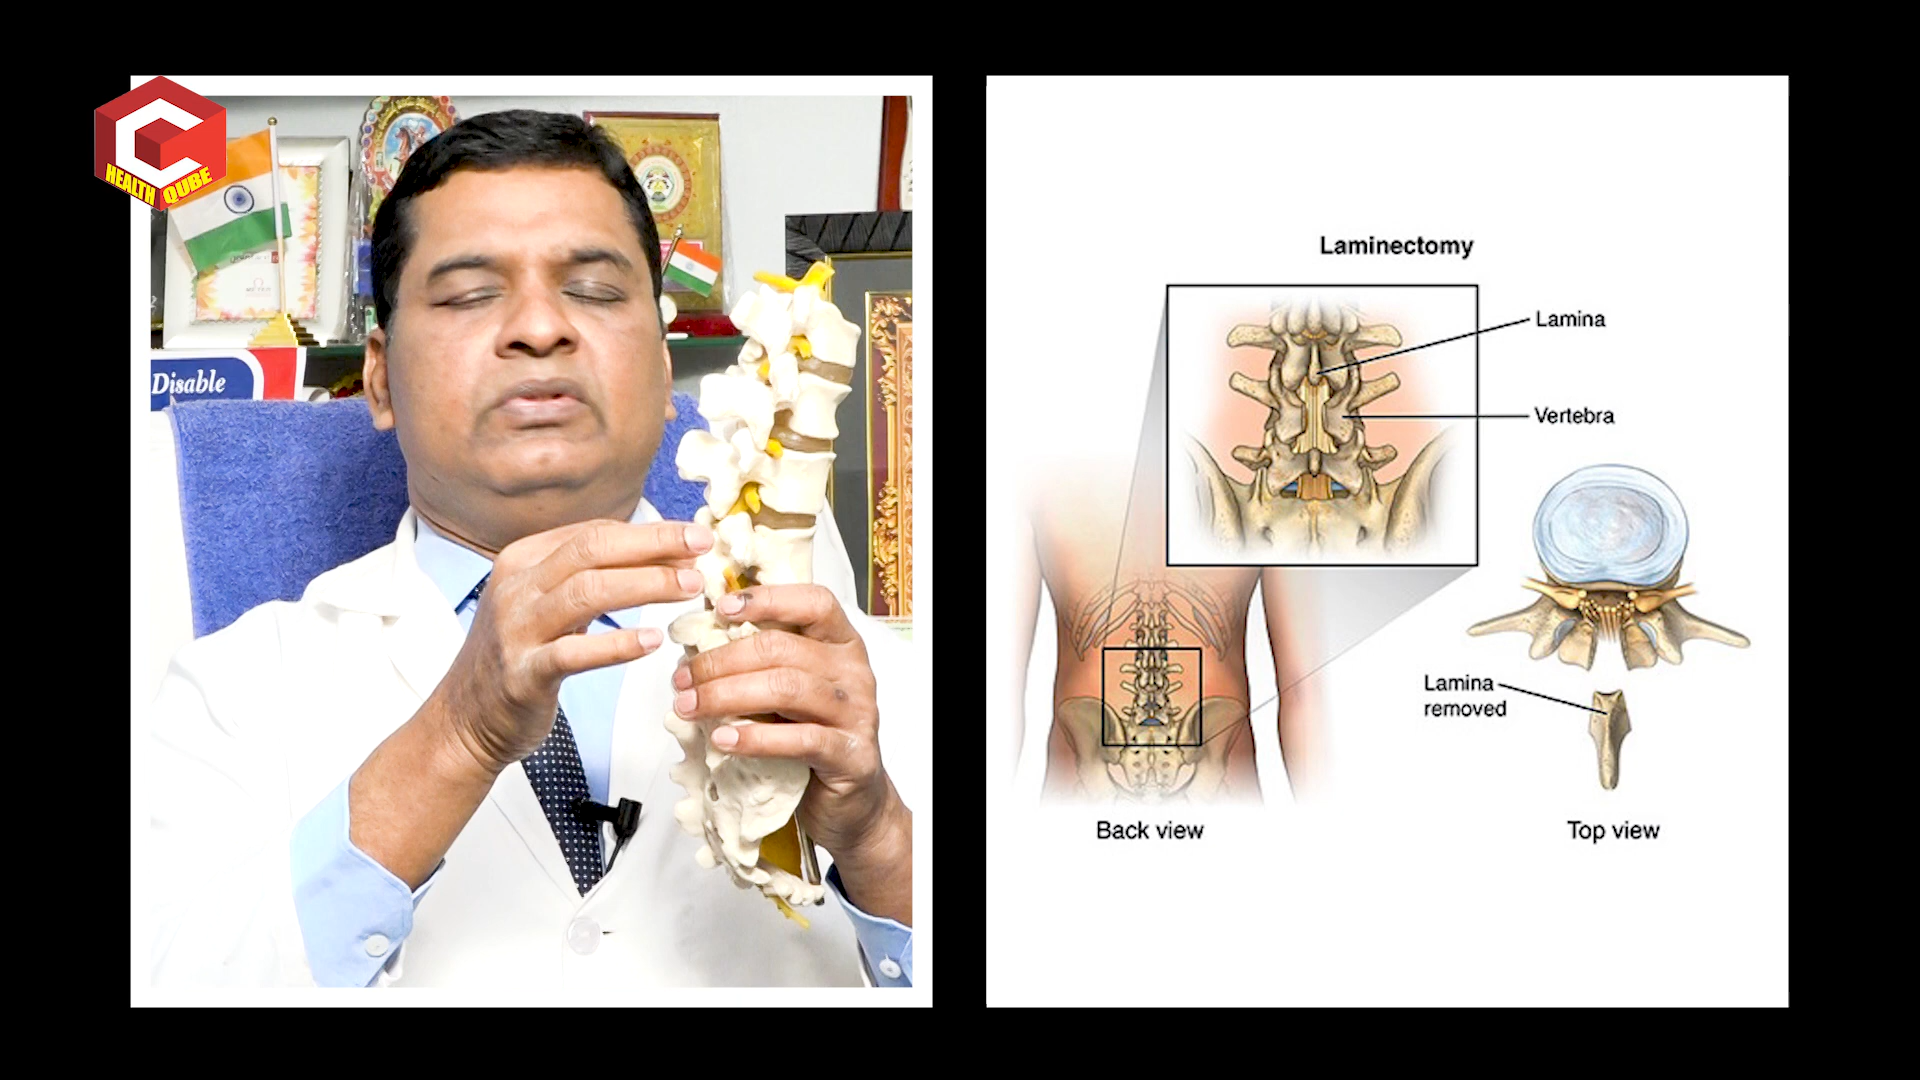 HEALTH QUBE
Disable
Laminectomy
Lamina
Vertebra
Lamina
removed
Back view
Top view